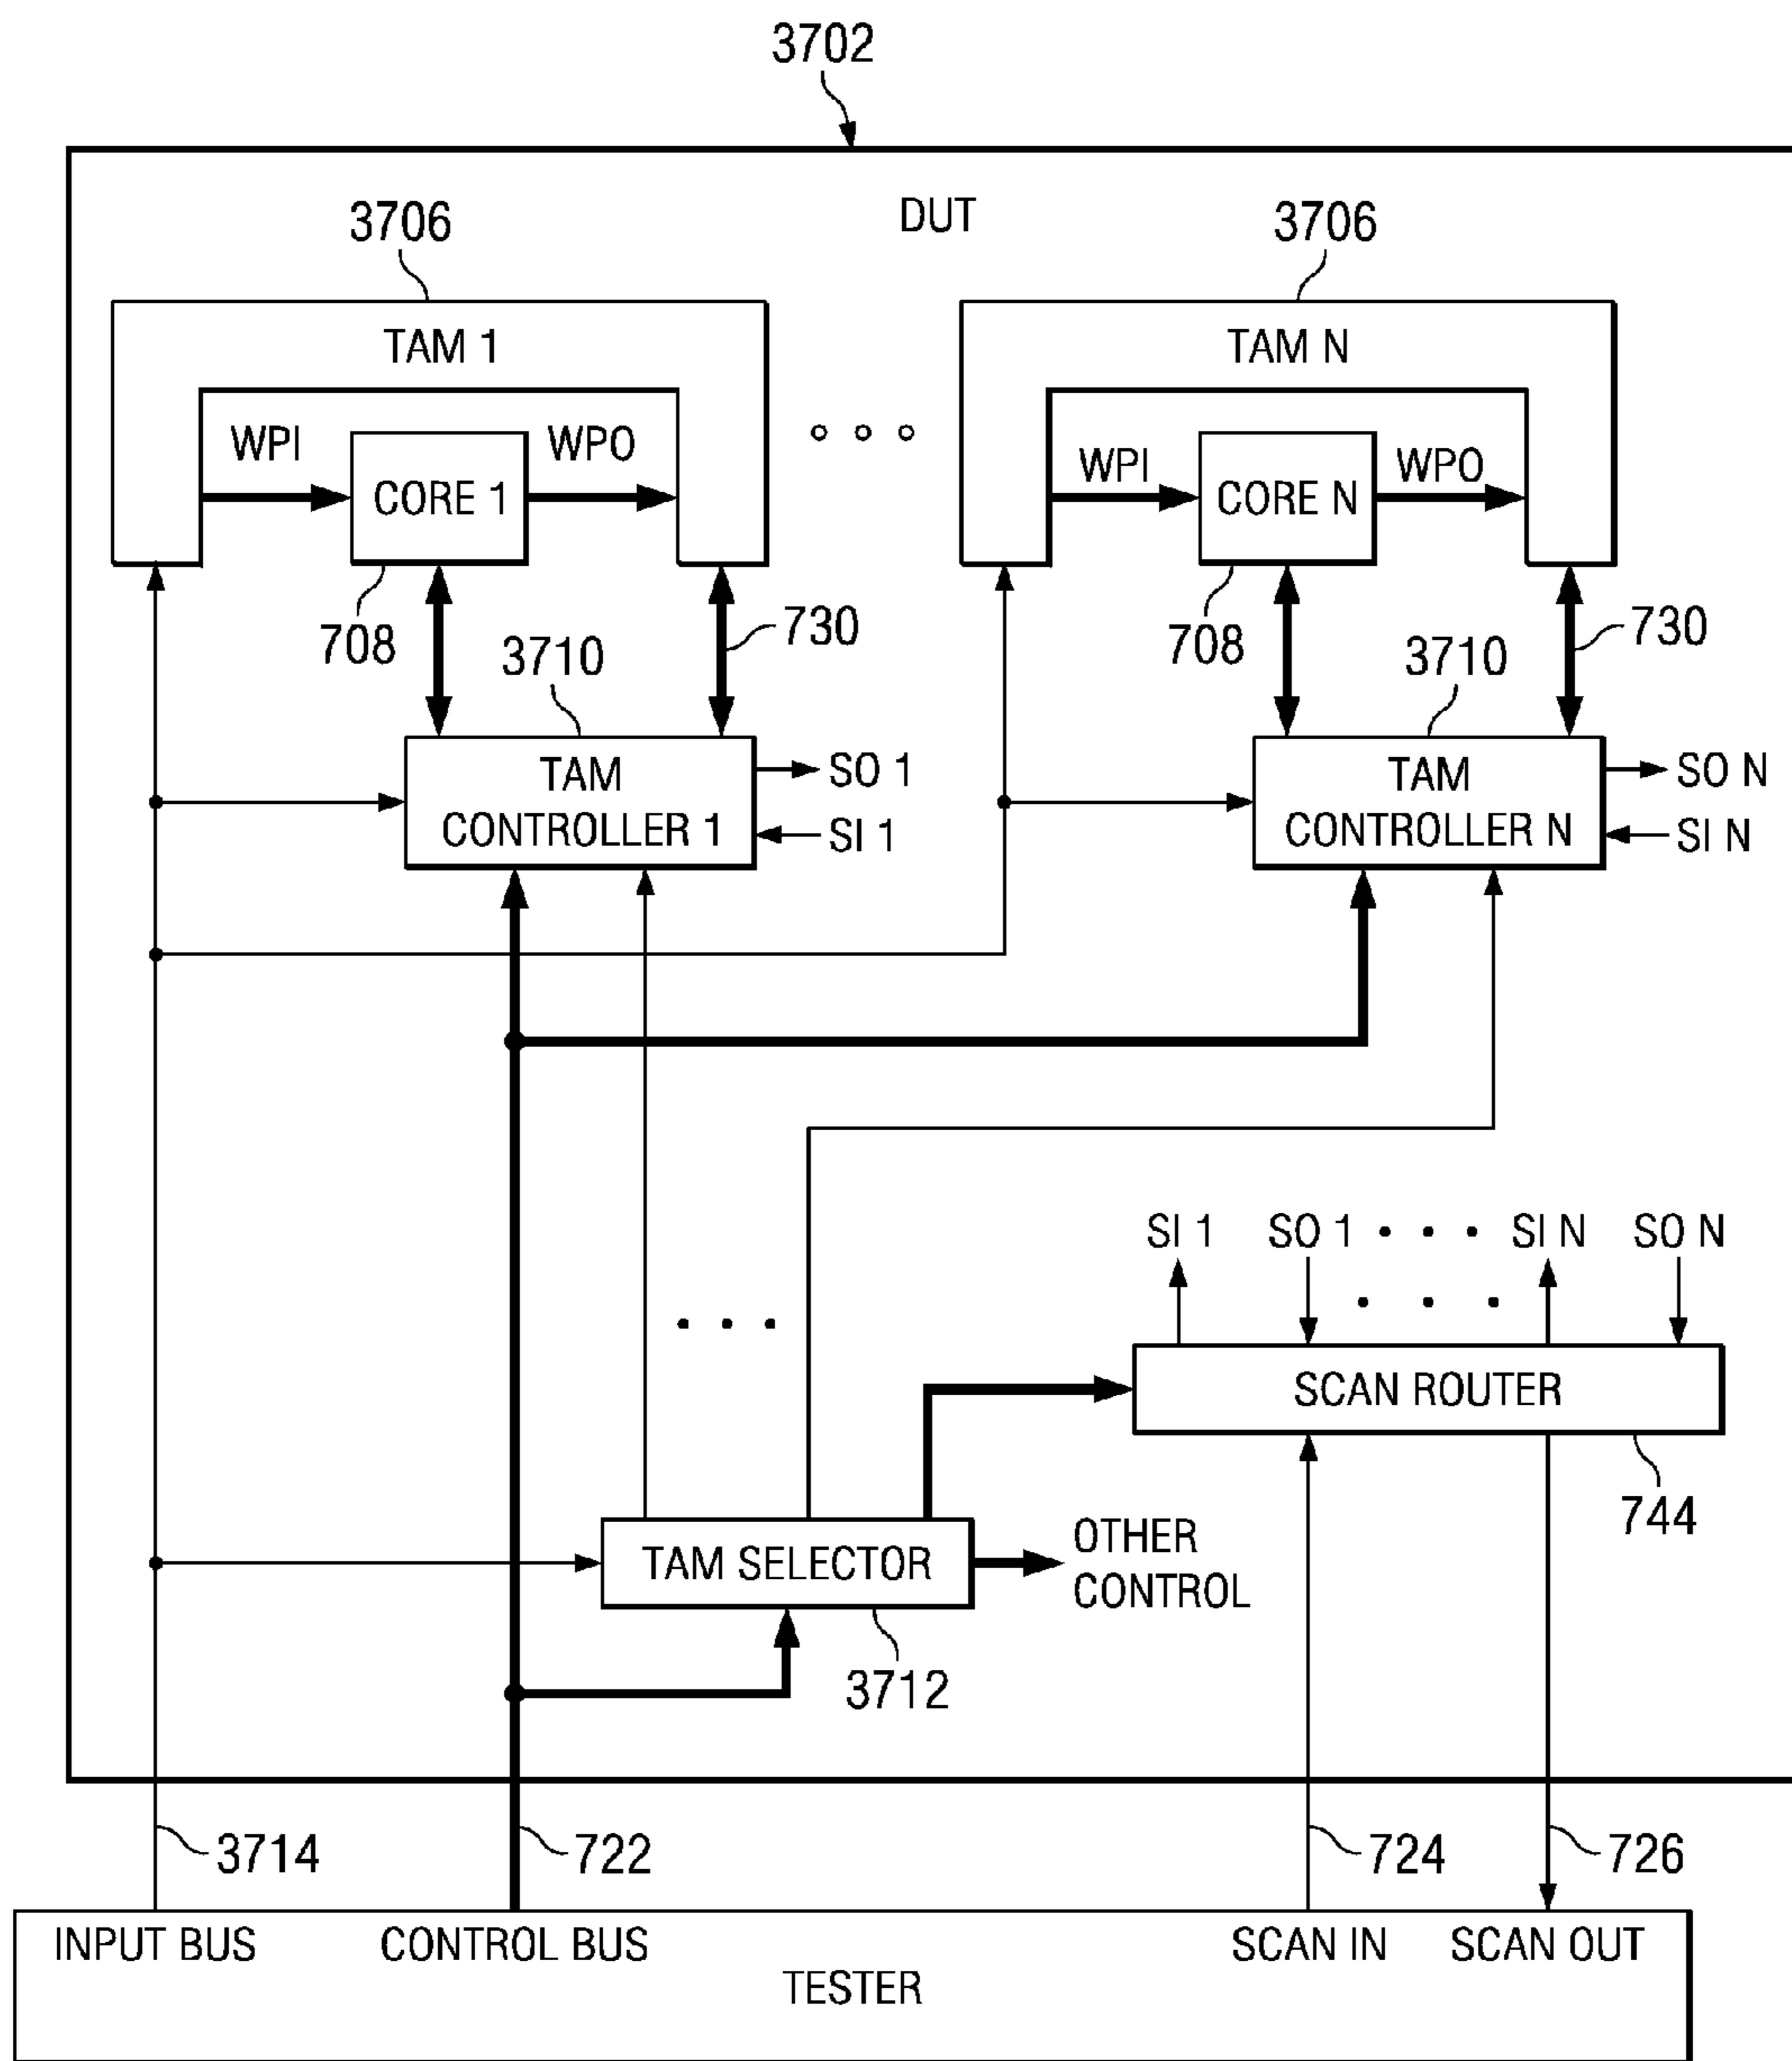 3702
DUT
3706
3706
TAM 1
TAM N
WPI
WPO
CORE 1
WPI
WPO
CORE N
708
3710
730
708
3710
730
TAM
CONTROLLER 1
SO 1
SI 1
TAM
CONTROLLER N
SO N
SI N
SI 1
SO 1
SI N
SO N
SCAN ROUTER
744
TAM SELECTOR
OTHER
CONTROL
3712
3714
722
724
726
INPUT BUS
CONTROL BUS
SCAN IN
SCAN OUT
TESTER